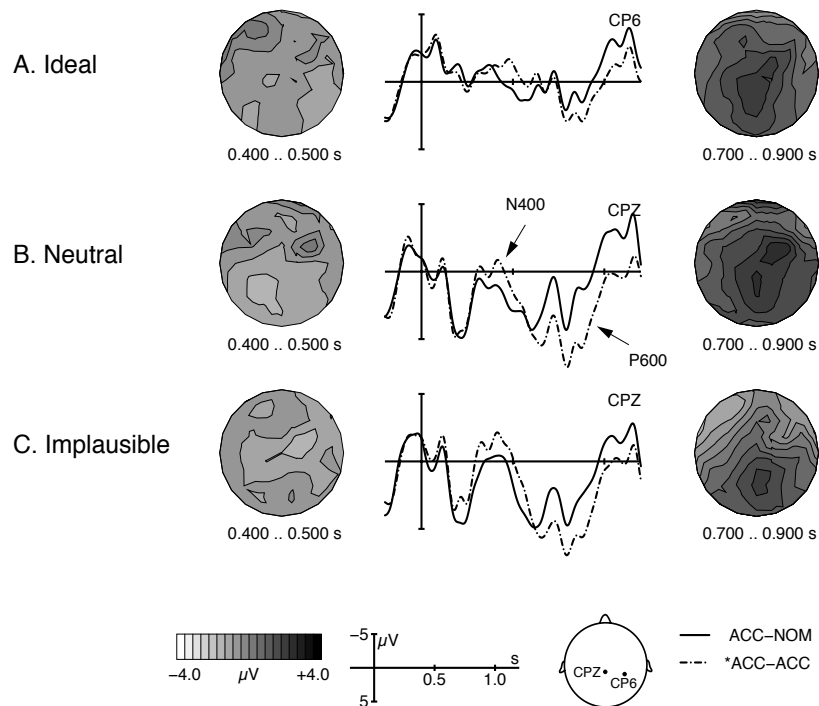 A. Ideal
CP6
0.400 .. 0.500 s
0.700 .. 0.900 s
B. Neutral
N400
CPZ
P600
0.400 .. 0.500 s
0.700 .. 0.900 s
C. Implausible
CPZ
0.400 .. 0.500 s
0.700 .. 0.900 s
−4.0 µV +4.0
−5 µV
s
0.5 1.0
5
CPZ CP6
ACC−NOM
*ACC−ACC